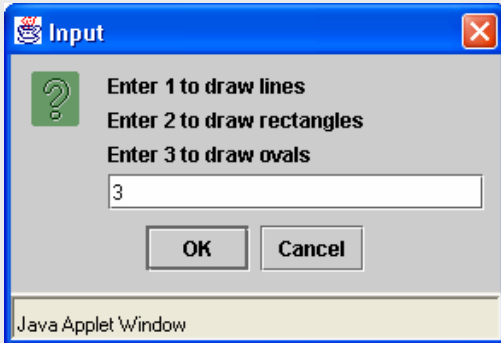 Input
Enter 1 to draw lines
Enter 2 to draw rectangles
Enter 3 to draw ovals
3
OK Cancel
Java Applet Window